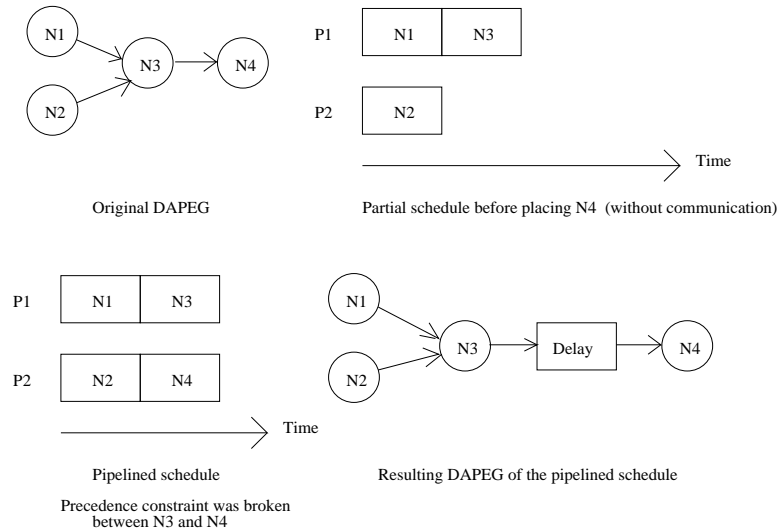 N1
N2
N3
N4
Original DAPEG
P1
N1
N3
P2
N2
Time
Partial schedule before placing N4 (without communication)
P1
N1
N3
P2
N2
N4
Time
Pipelined schedule
Precedence constraint was broken
between N3 and N4
N1
N2
N3
Delay
N4
Resulting DAPEG of the pipelined schedule